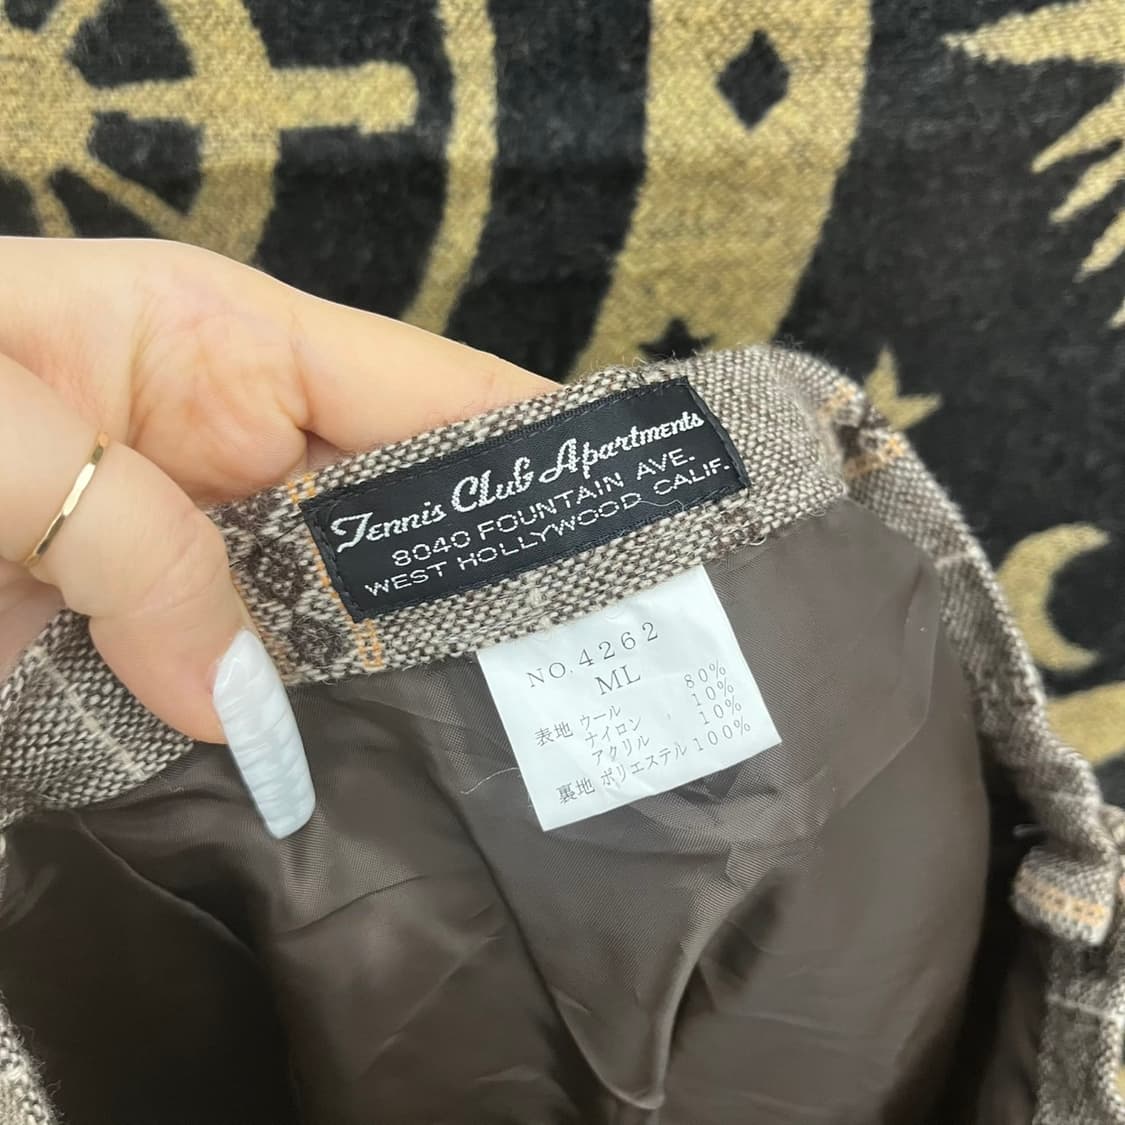 Tennis Club Apartments
8040 FOUNTAIN AVE.
WEST HOLLYWOOD CALIF.
NO.4262
ML
表地 ウール 80%
ナイロン 10%
アクリル 10%
裏地 ポリエステル 100%